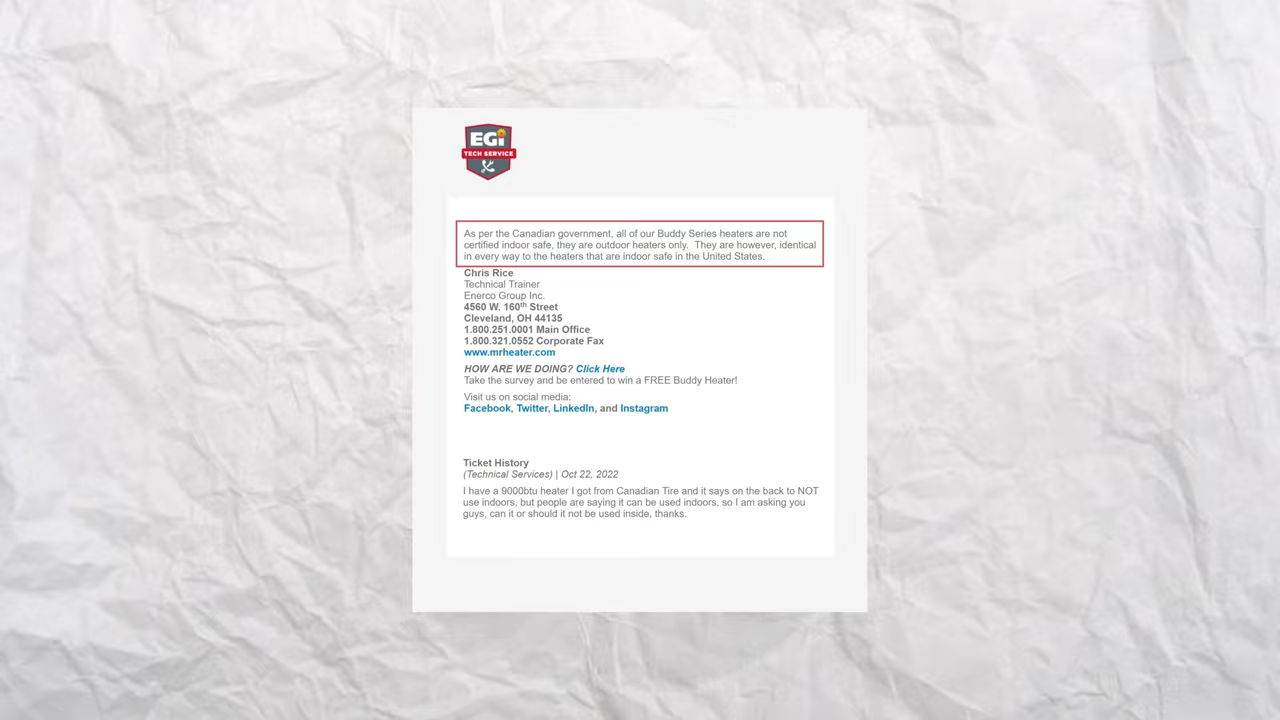 EGi
TECH SERVICE
As per the Canadian government, all of our Buddy Series heaters are not
certified indoor safe, they are outdoor heaters only.  They are however, identical
in every way to the heaters that are indoor safe in the United States.
Chris Rice
Technical Trainer
Enerco Group Inc.
4560 W. 160th Street
Cleveland, OH 44135
1.800.251.0001 Main Office
1.800.321.0552 Corporate Fax
www.mrheater.com
HOW ARE WE DOING? Click Here
Take the survey and be entered to win a FREE Buddy Heater!
Visit us on social media:
Facebook, Twitter, LinkedIn, and Instagram
Ticket History
(Technical Services) | Oct 22, 2022
I have a 9000btu heater I got from Canadian Tire and it says on the back to NOT
use indoors, but people are saying it can be used indoors, so I am asking you
guys, can it or should it not be used inside, thanks.